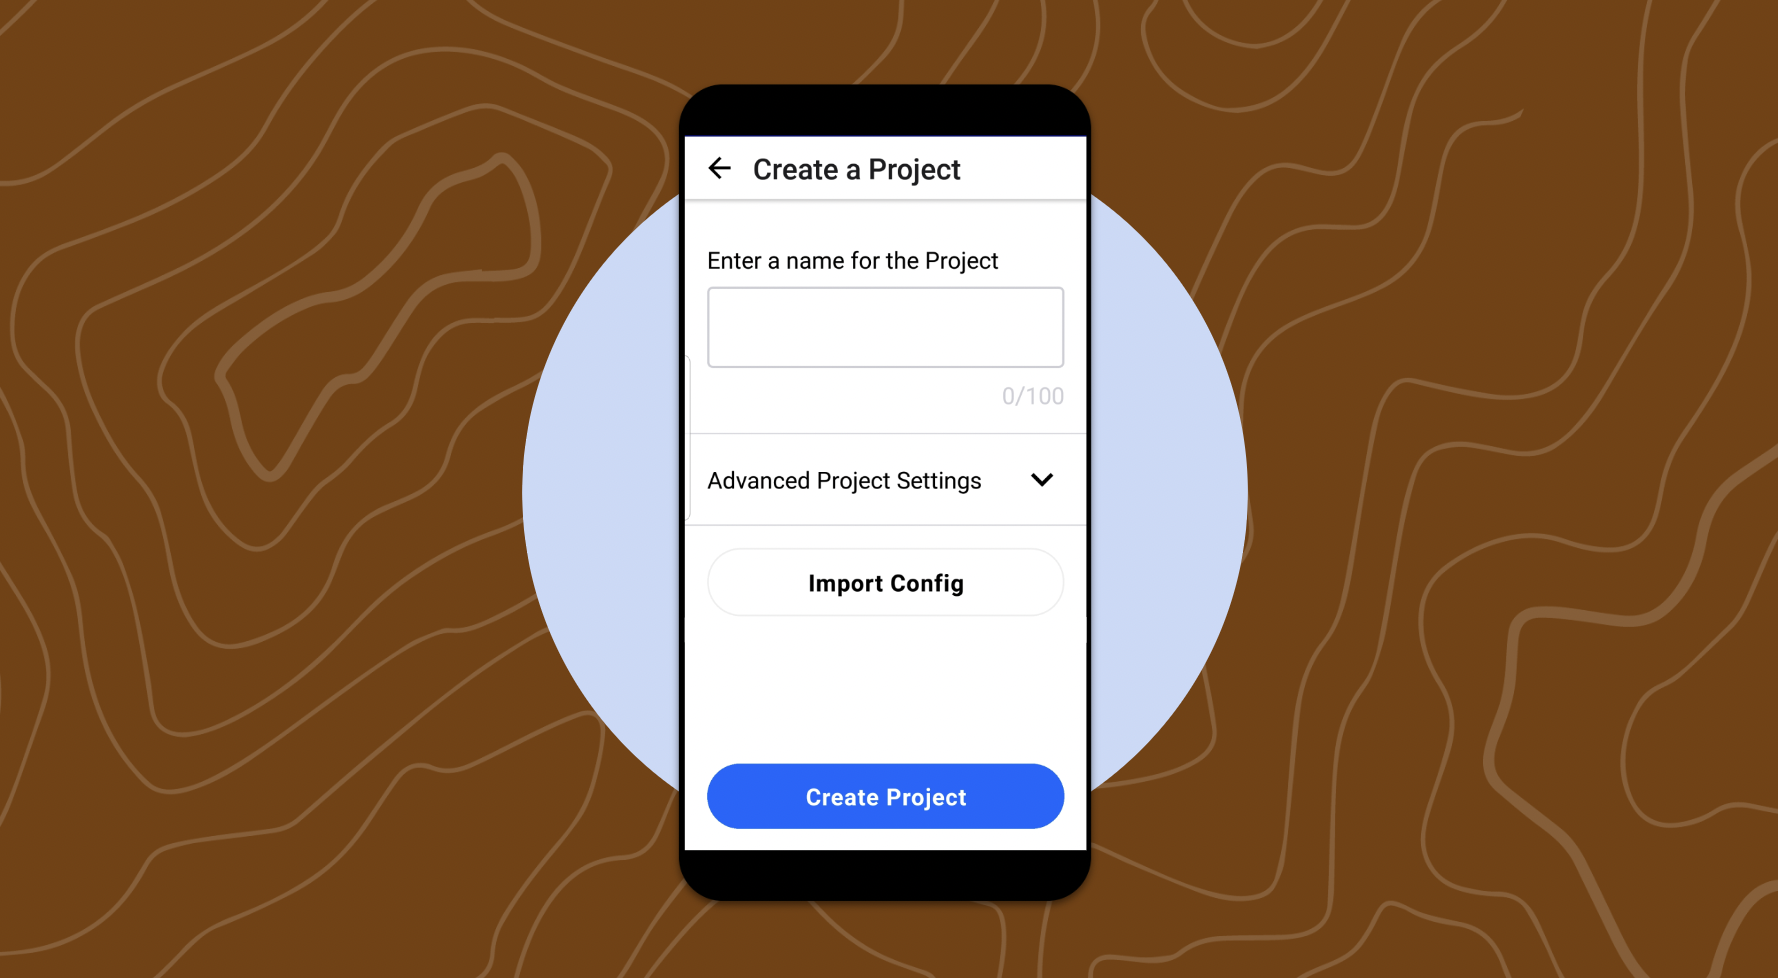 Create a Project
Enter a name for the Project
0/100
Advanced Project Settings
Import Config
Create Project